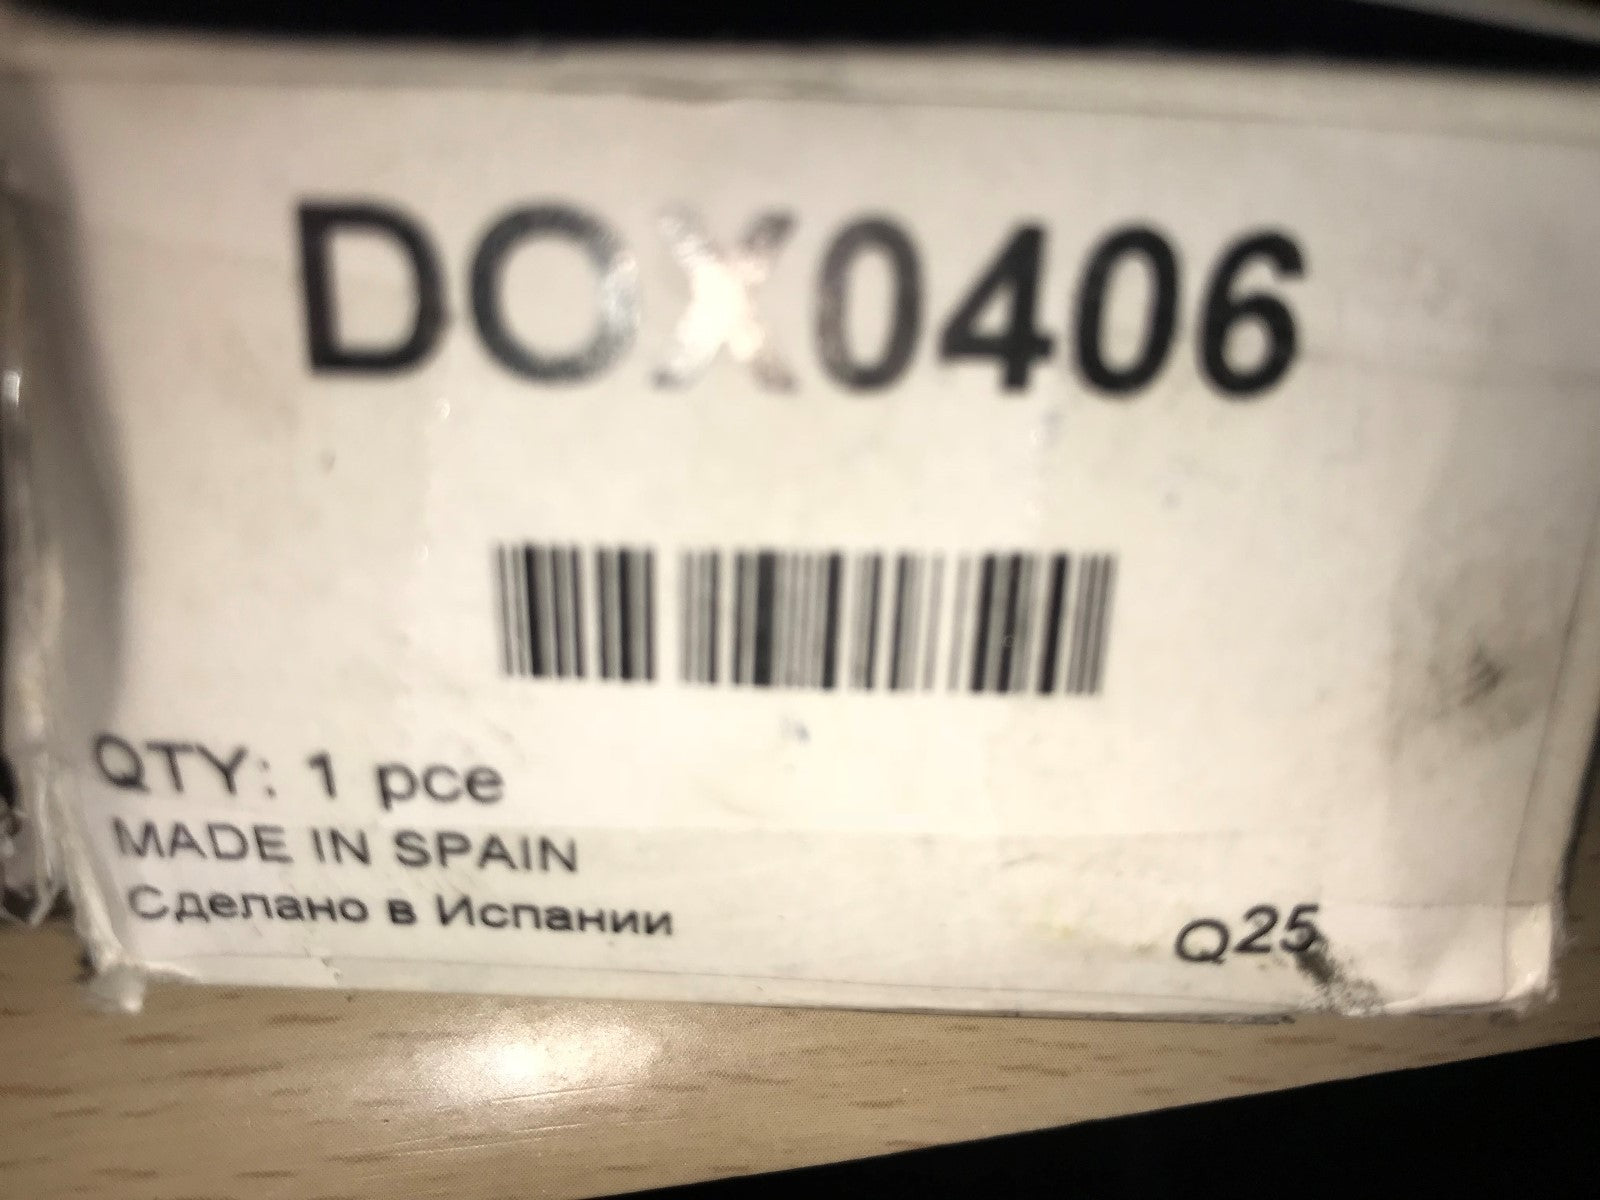 DOX0406
QTY: 1 pce
MADE IN SPAIN
Сделано в Испании
Q25